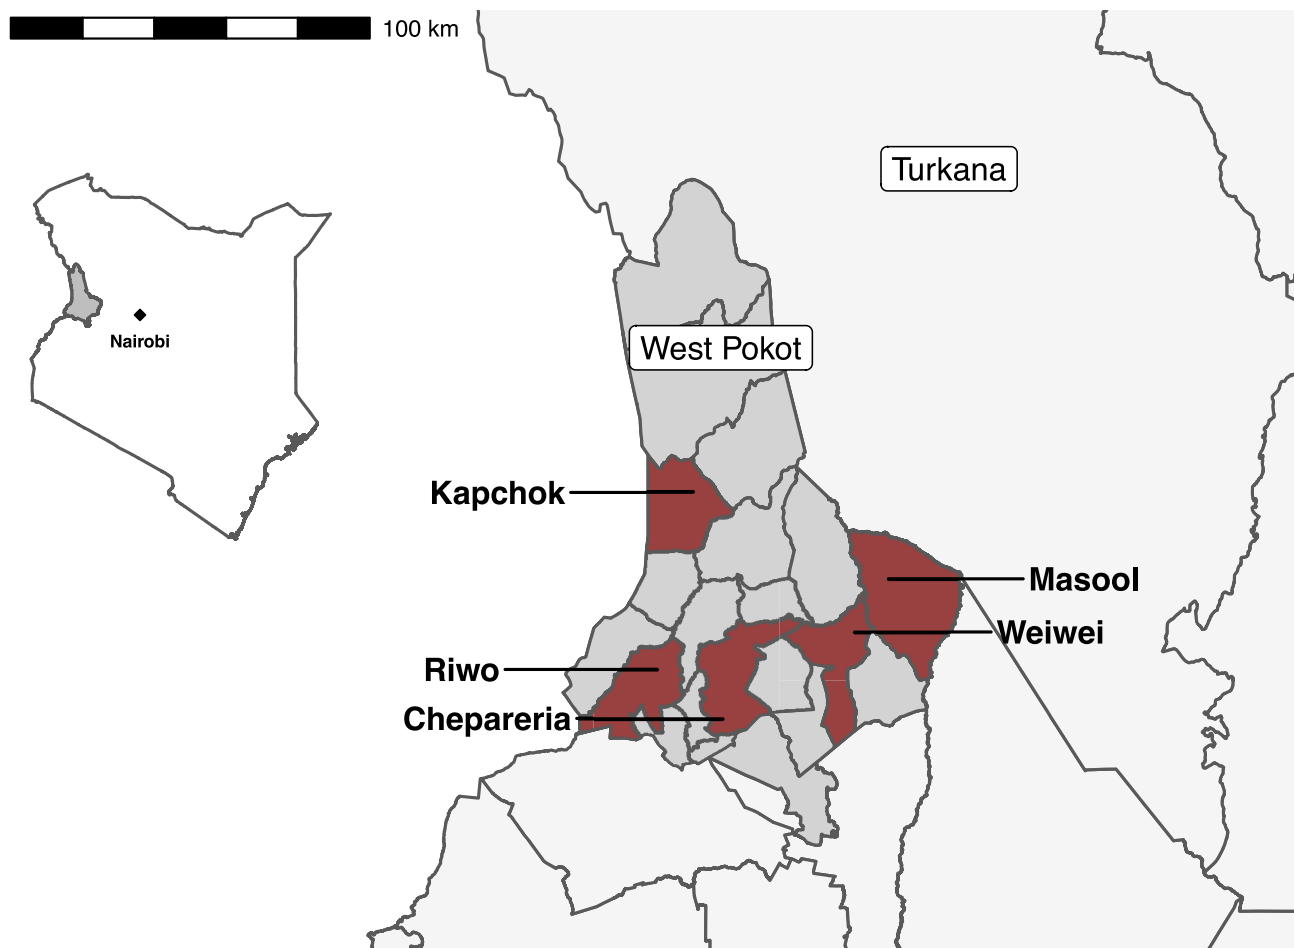 100 km
Turkana
Nairobi
West Pokot
Kapchok
Masool
Weiwei
Riwo
Chepareria